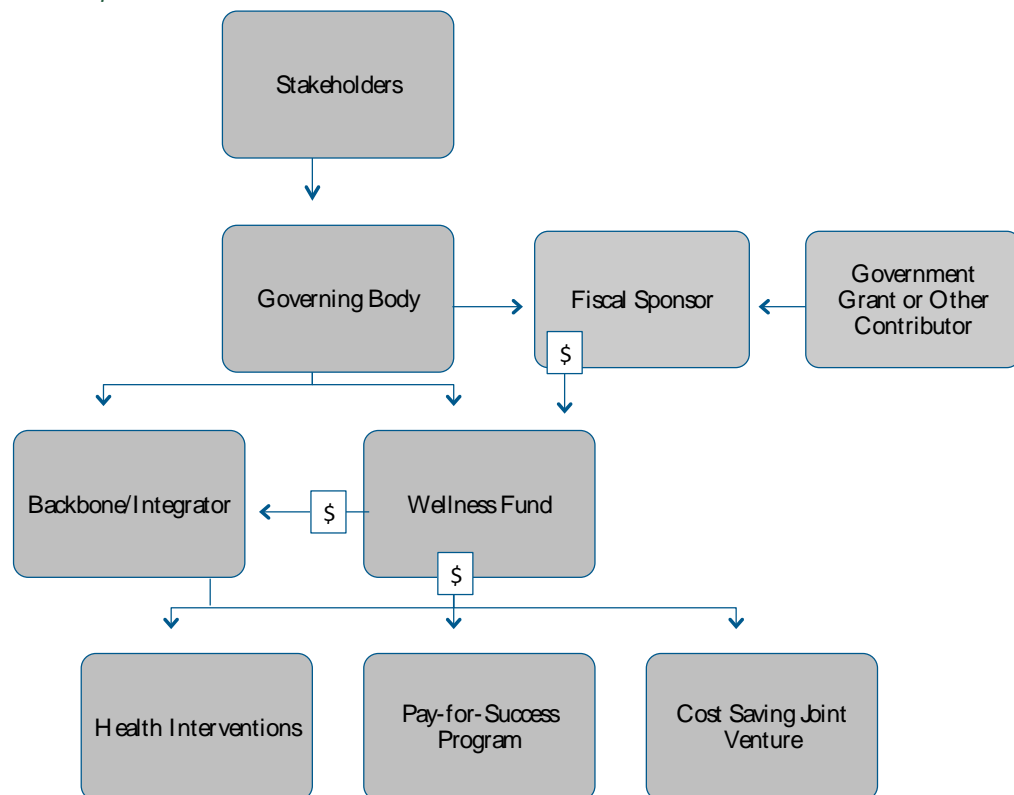 Stakeholders
Governing Body
Fiscal Sponsor
Government
Grant or Other
Contributor
$
Backbone/Integrator
$
Wellness Fund
$
Health Interventions
Pay-for-Success
Program
Cost Saving Joint
Venture